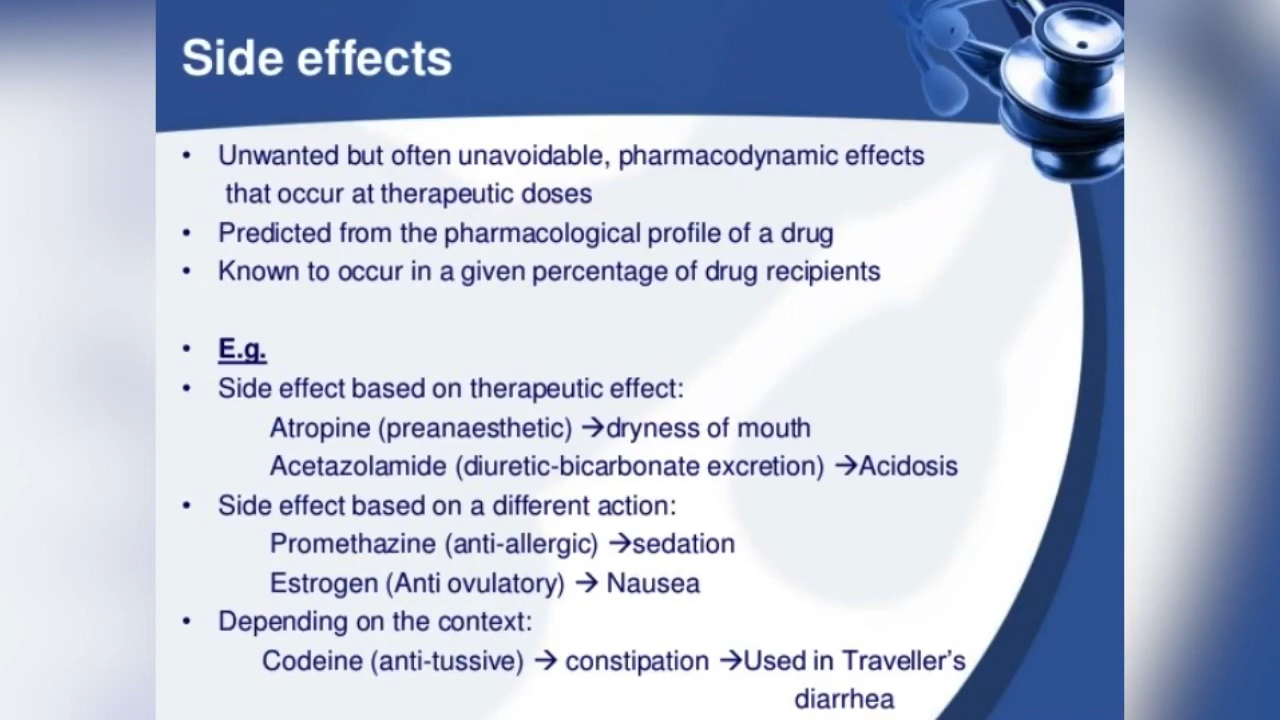 Side effects
• Unwanted but often unavoidable, pharmacodynamic effects
that occur at therapeutic doses
• Predicted from the pharmacological profile of a drug
• Known to occur in a given percentage of drug recipients
• E.g.
• Side effect based on therapeutic effect:
Atropine (preanaesthetic) →dryness of mouth
Acetazolamide (diuretic-bicarbonate excretion) →Acidosis
• Side effect based on a different action:
Promethazine (anti-allergic) →sedation
Estrogen (Anti ovulatory) → Nausea
• Depending on the context:
Codeine (anti-tussive) → constipation →Used in Traveller's
diarrhea